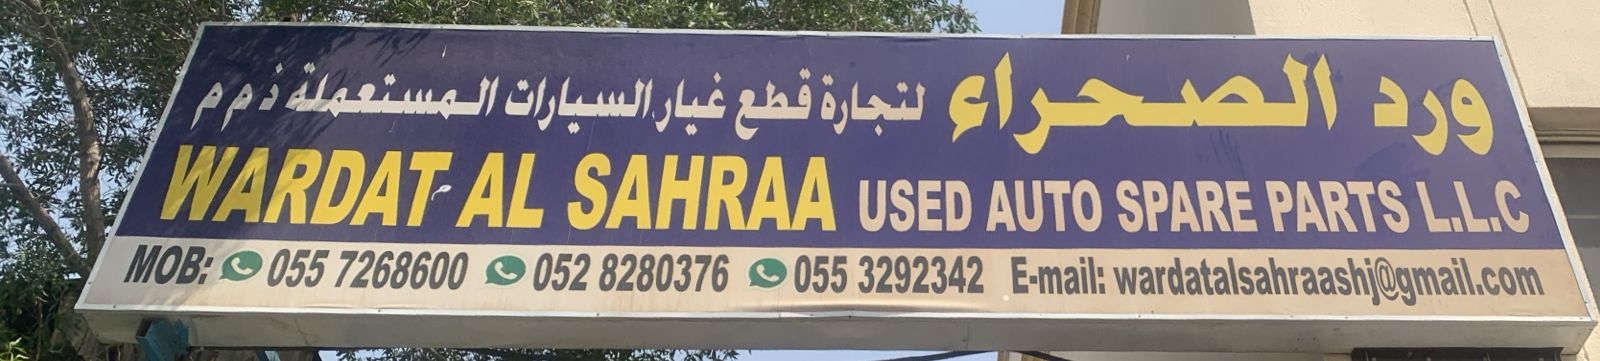 ورد الصحراء لتجارة قطع غيار السيارات المستعملة ذ م م
WARDAT AL SAHRAA USED AUTO SPARE PARTS L.L.C
MOB: 055 7268600 052 8280376 055 3292342 E-mail: wardatalsahraashj@gmail.com